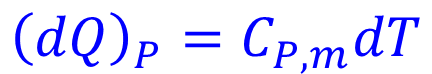 (dQ)_P = C_{P,m}dT